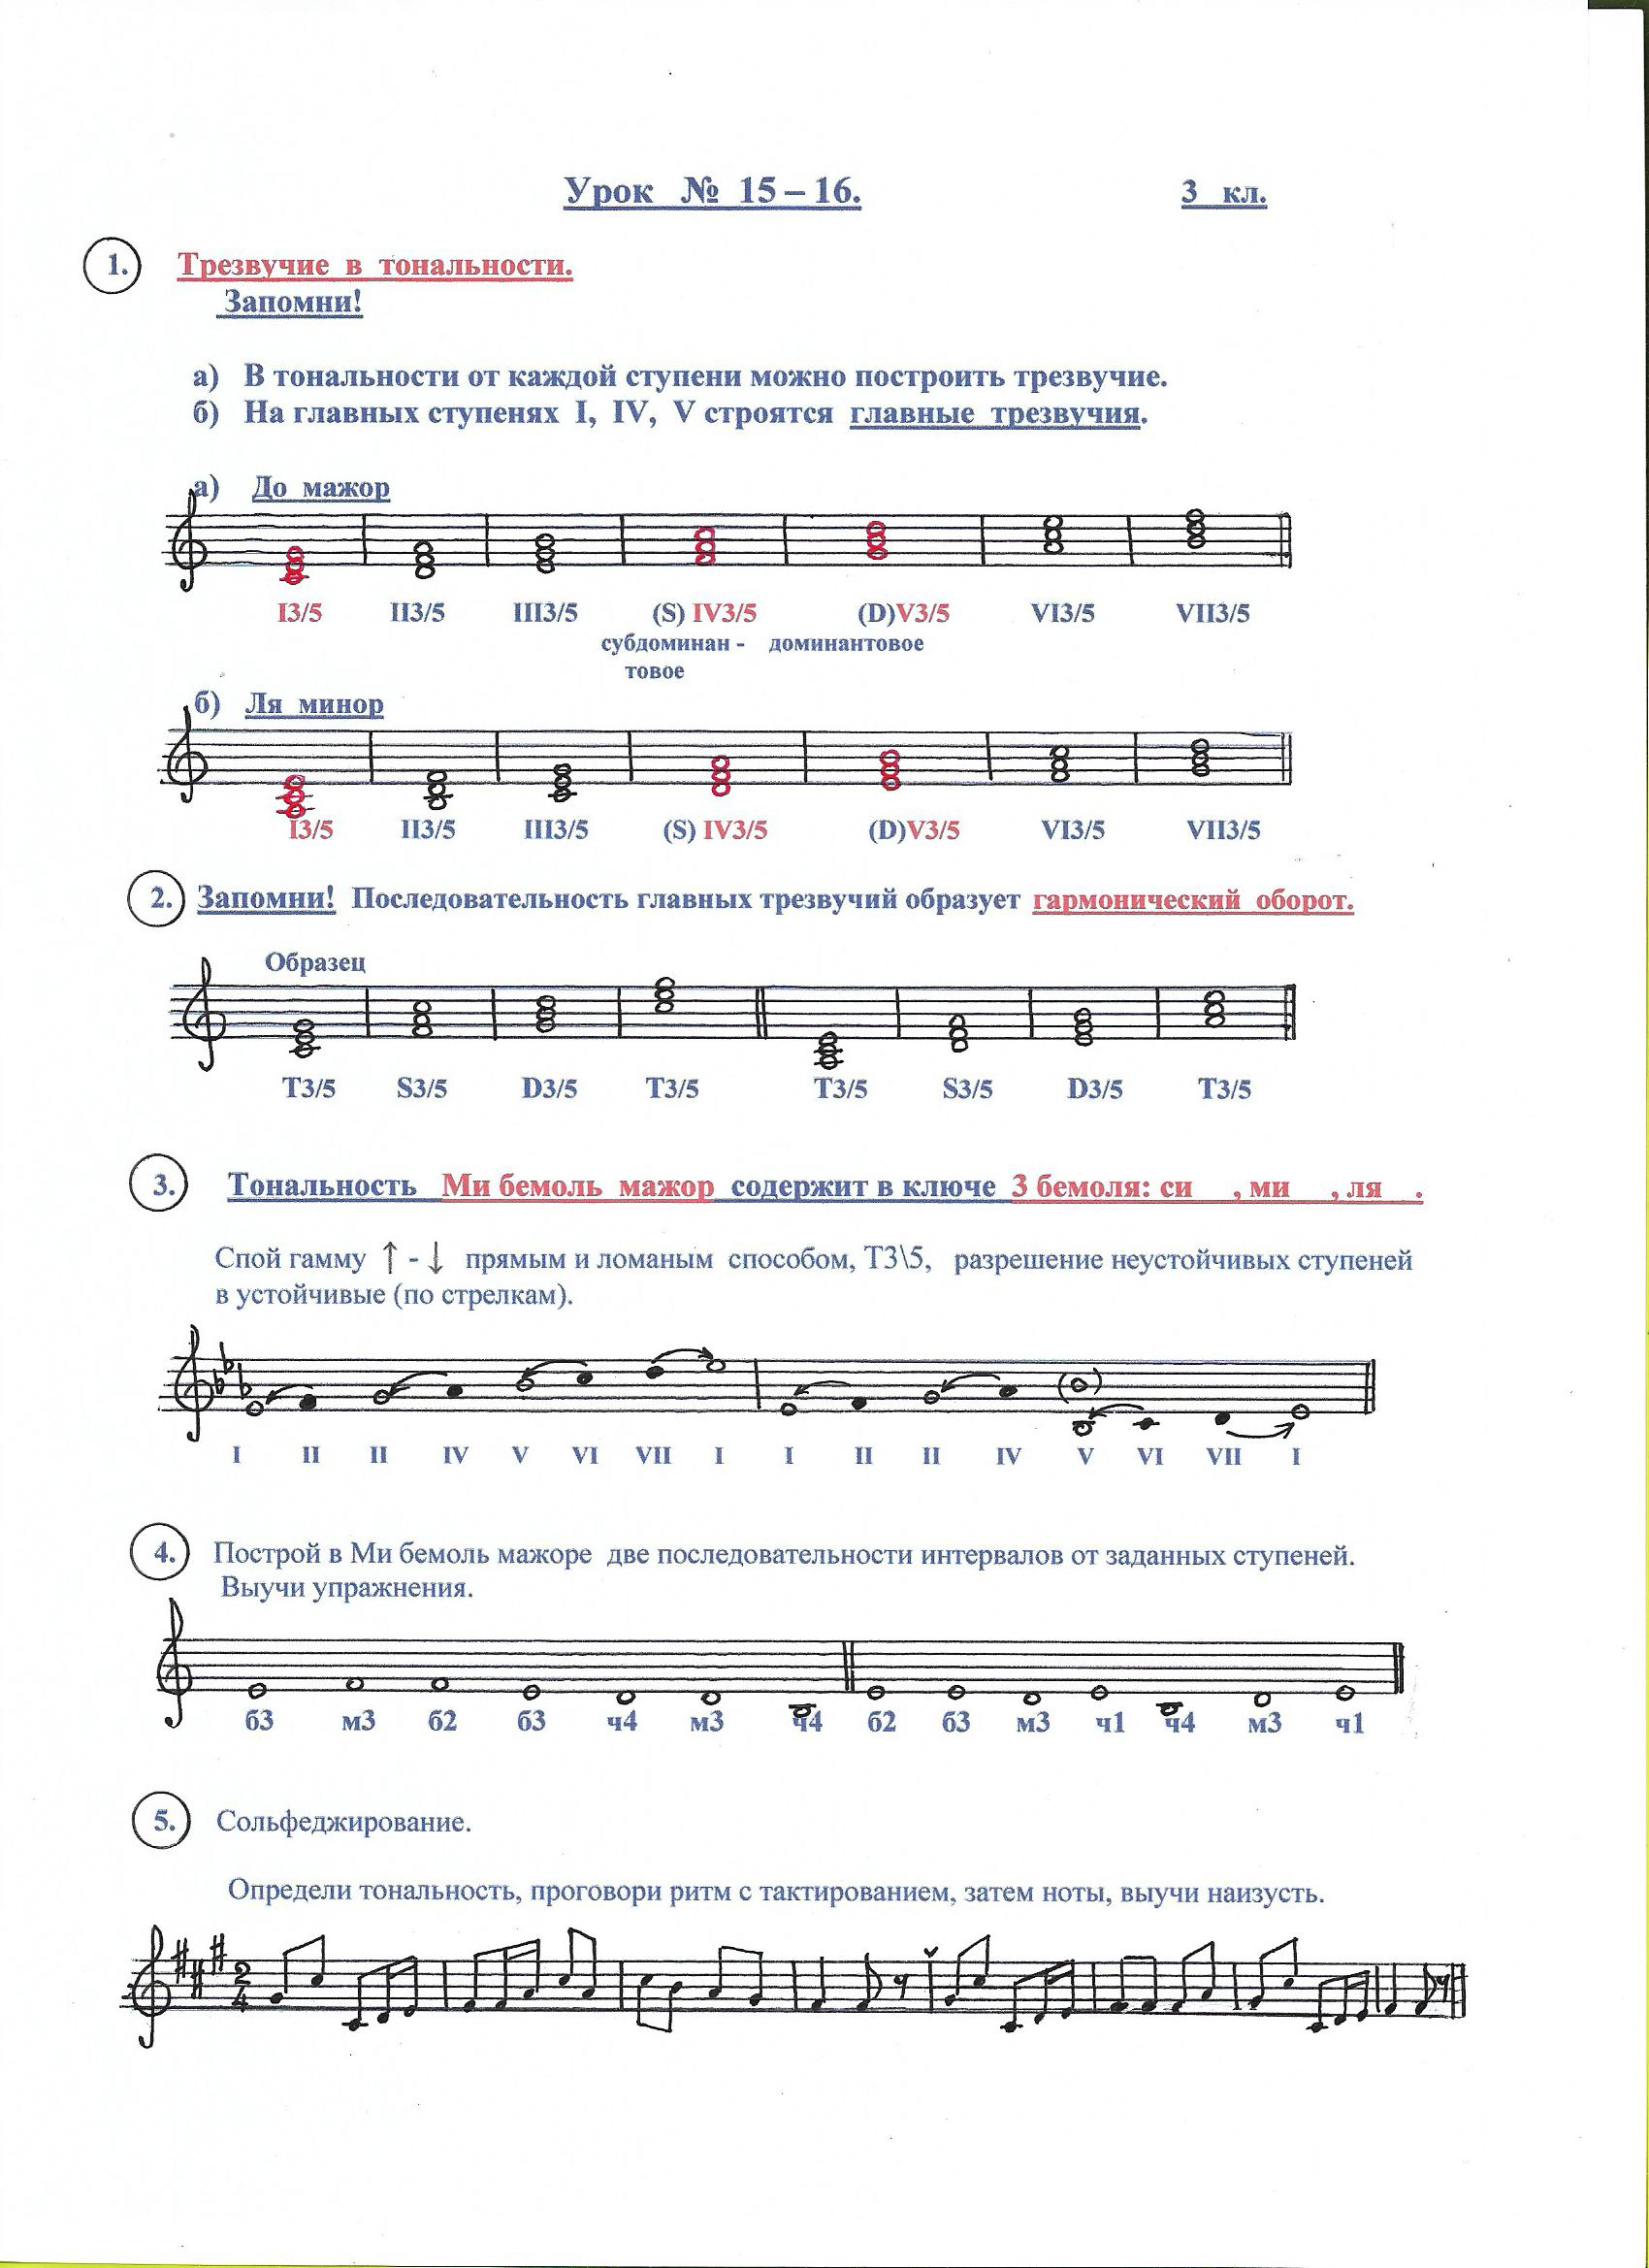 Урок № 15 – 16. 3 кл.
1. Трезвучие в тональности.
Запомни!
а) В тональности от каждой ступени можно построить трезвучие.
б) На главных ступенях I, IV, V строятся главные трезвучия.
а) До мажор
I3/5 II3/5 III3/5 (S) IV3/5 (D)V3/5 VI3/5 VII3/5
субдоминан - доминантовое
товое
б) Ля минор
I3/5 II3/5 III3/5 (S) IV3/5 (D)V3/5 VI3/5 VII3/5
2. Запомни! Последовательность главных трезвучий образует гармонический оборот.
Образец
T3/5 S3/5 D3/5 T3/5 T3/5 S3/5 D3/5 T3/5
3. Тональность Ми бемоль мажор содержит в ключе 3 бемоля: си , ми , ля .
Спой гамму ↑ - ↓ прямым и ломаным способом, Т3\5, разрешение неустойчивых ступеней
в устойчивые (по стрелкам).
I II II IV V VI VII I I II II IV V VI VII I
4. Построй в Ми бемоль мажоре две последовательности интервалов от заданных ступеней.
Выучи упражнения.
б3 м3 б2 б3 ч4 м3 ч4 б2 б3 м3 ч1 ч4 м3 ч1
5. Сольфеджирование.
Определи тональность, проговори ритм с тактированием, затем ноты, выучи наизусть.
2
4